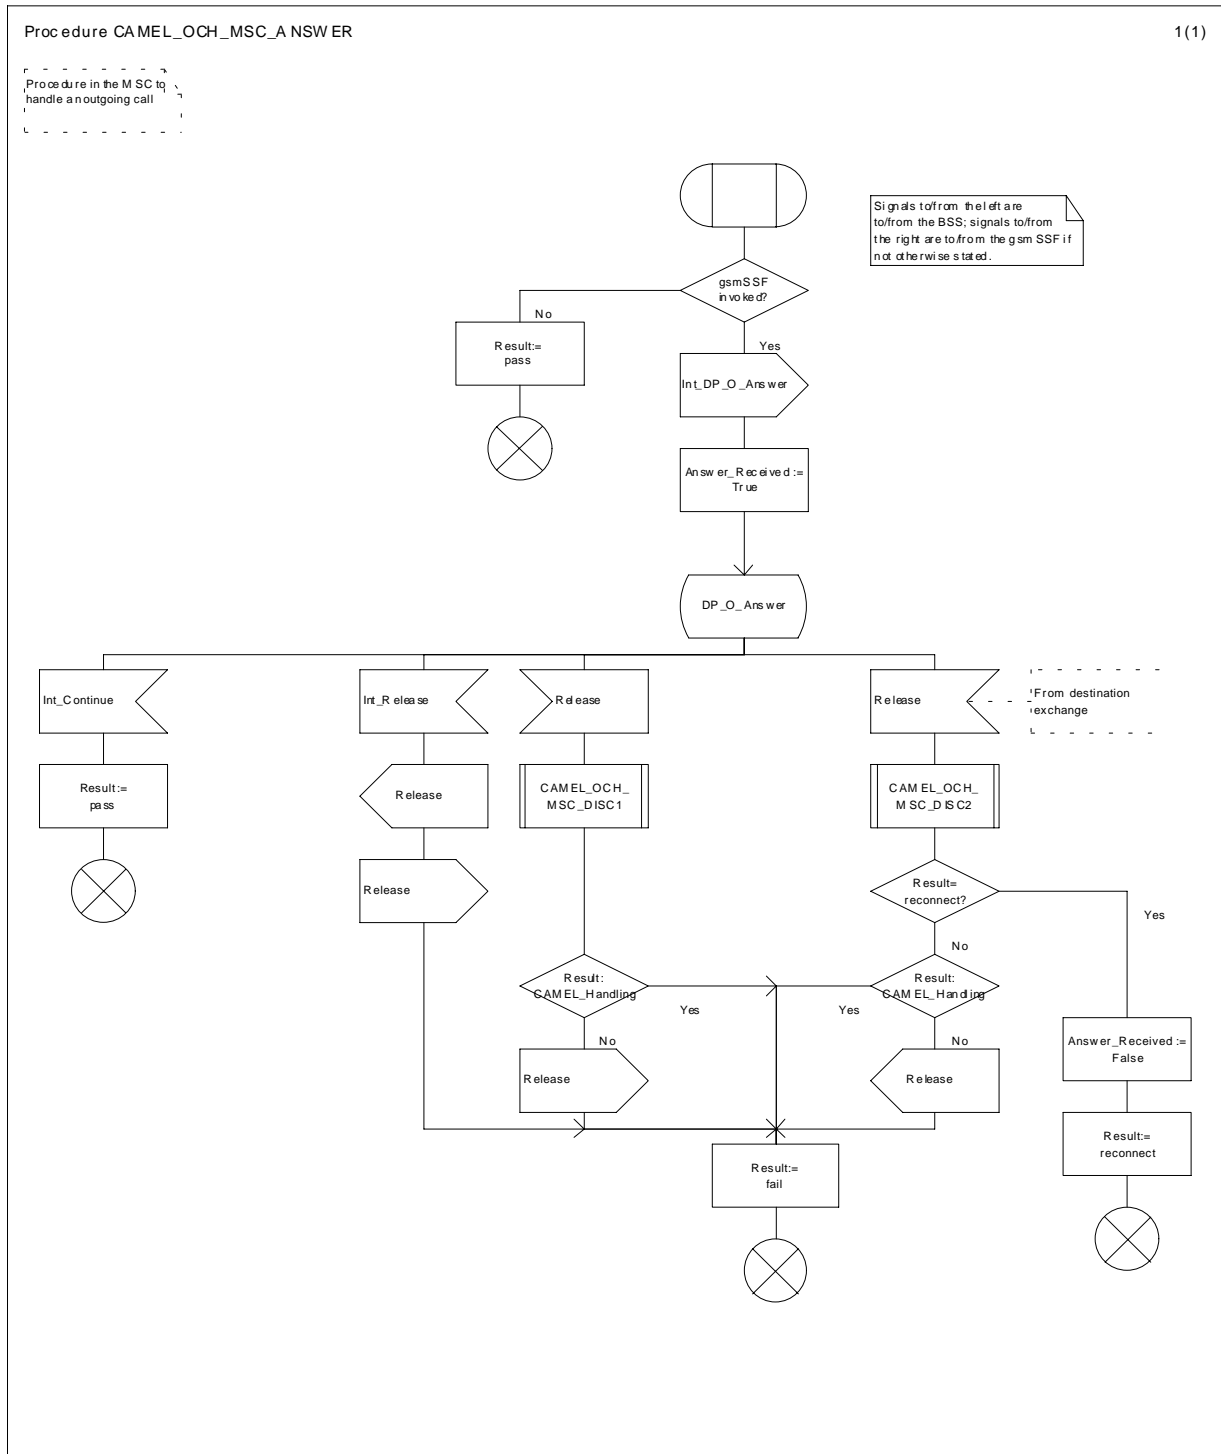 Procedure CAMEL_OCH_MSC_ANSWER
1(1)
Procedure in the MSC to
handle an outgoing call
Signals to/from the left are
to/from the BSS; signals to/from
the right are to/from the gsmSSF if
not otherwise stated.
gsmSSF
invoked?
No
Yes
Result:=
pass
Int_DP_O_Answer
Answer_Received :=
True
DP_O_Answer
Int_Continue
Int_Release
Release
Release
From destination
exchange
Result:=
pass
Release
CAMEL_OCH_
MSC_DISC1
CAMEL_OCH_
MSC_DISC2
Release
Result=
reconnect?
Yes
No
Result:
CAMEL_Handling
Yes
No
Result:
CAMEL_Handling
Yes
No
Release
Release
Answer_Received :=
False
Result:=
fail
Result:=
reconnect